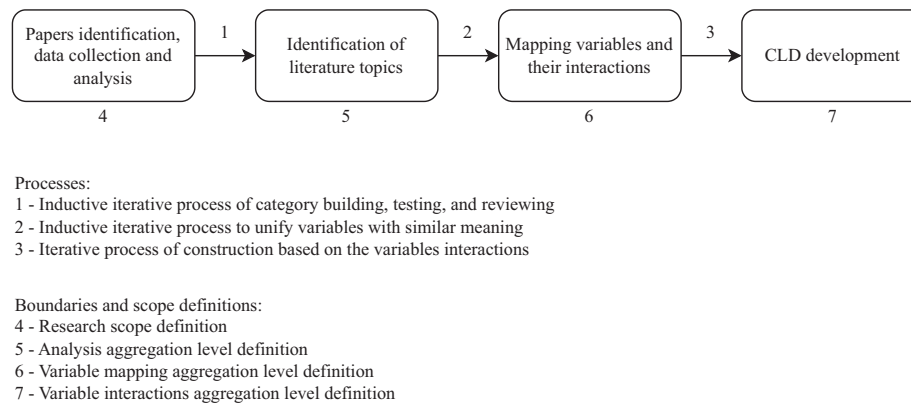 Papers identification,
data collection and
analysis
1
Identification of
literature topics
2
Mapping variables and
their interactions
3
CLD development
4
5
6
7
Processes:
1 - Inductive iterative process of category building, testing, and reviewing
2 - Inductive iterative process to unify variables with similar meaning
3 - Iterative process of construction based on the variables interactions
Boundaries and scope definitions:
4 - Research scope definition
5 - Analysis aggregation level definition
6 - Variable mapping aggregation level definition
7 - Variable interactions aggregation level definition